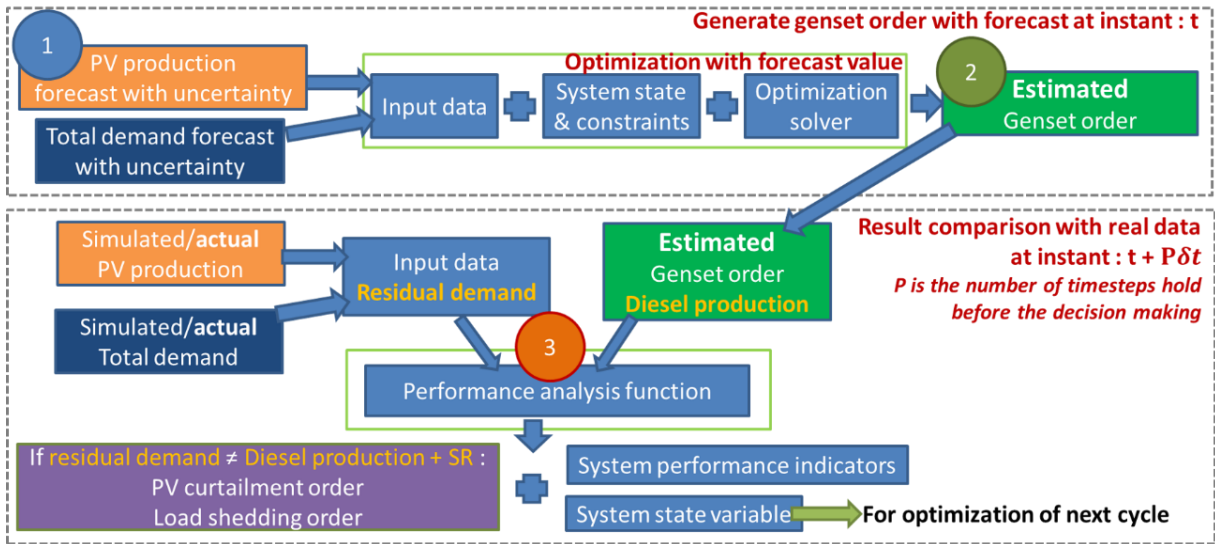 Generate genset order with forecast at instant : t
1
PV production
forecast with uncertainty
Total demand forecast
with uncertainty
Optimization with forecast value
Input data
System state
& constraints
Optimization
solver
2
Estimated
Genset order
Simulated/actual
PV production
Simulated/actual
Total demand
Input data
Residual demand
Estimated
Genset order
Diesel production
Result comparison with real data
at instant : t + Pδt
P is the number of timesteps hold
before the decision making
3
Performance analysis function
If residual demand ≠ Diesel production + SR :
PV curtailment order
Load shedding order
System performance indicators
System state variable
For optimization of next cycle